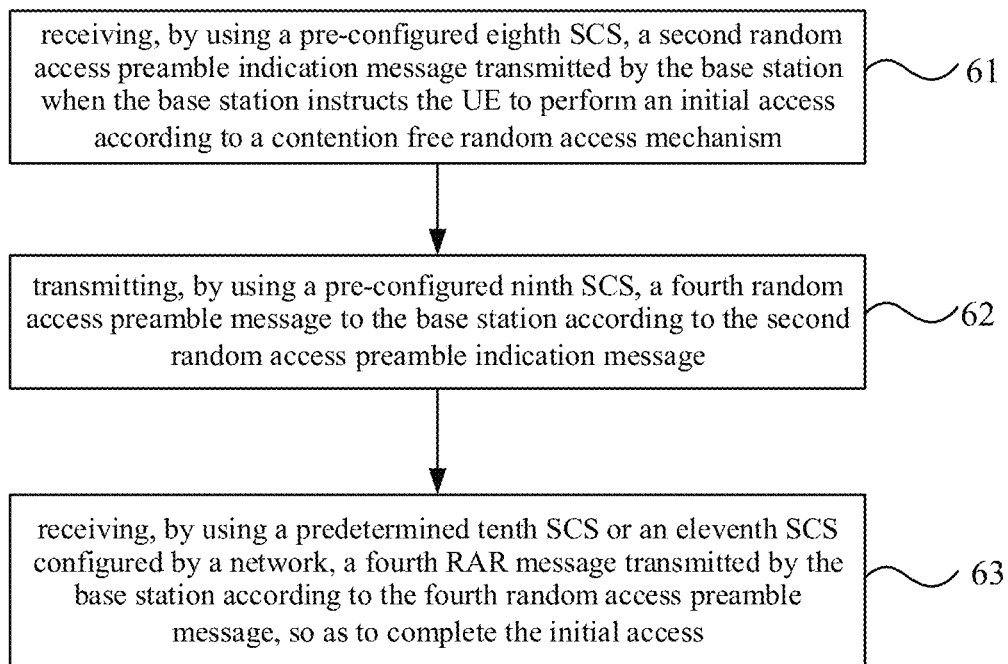 receiving, by using a pre-configured eighth SCS, a second random
access preamble indication message transmitted by the base station
when the base station instructs the UE to perform an initial access
according to a contention free random access mechanism
61
transmitting, by using a pre-configured ninth SCS, a fourth random
access preamble message to the base station according to the second
random access preamble indication message
62
receiving, by using a predetermined tenth SCS or an eleventh SCS
configured by a network, a fourth RAR message transmitted by the
base station according to the fourth random access preamble
message, so as to complete the initial access
63